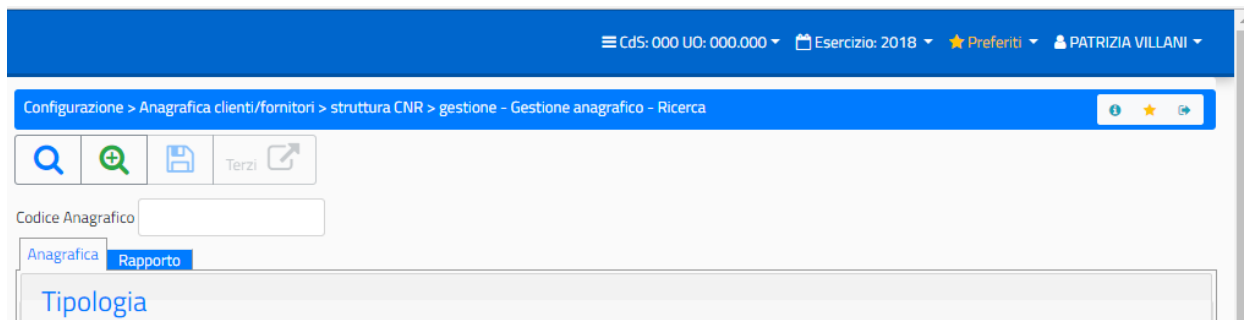 CdS: 000 UO: 000.000 Esercizio: 2018 Preferiti PATRIZIA VILLANI
Configurazione > Anagrafica clienti/fornitori > struttura CNR > gestione - Gestione anagrafico - Ricerca
Terzi
Codice Anagrafico
Anagrafica Rapporto
Tipologia